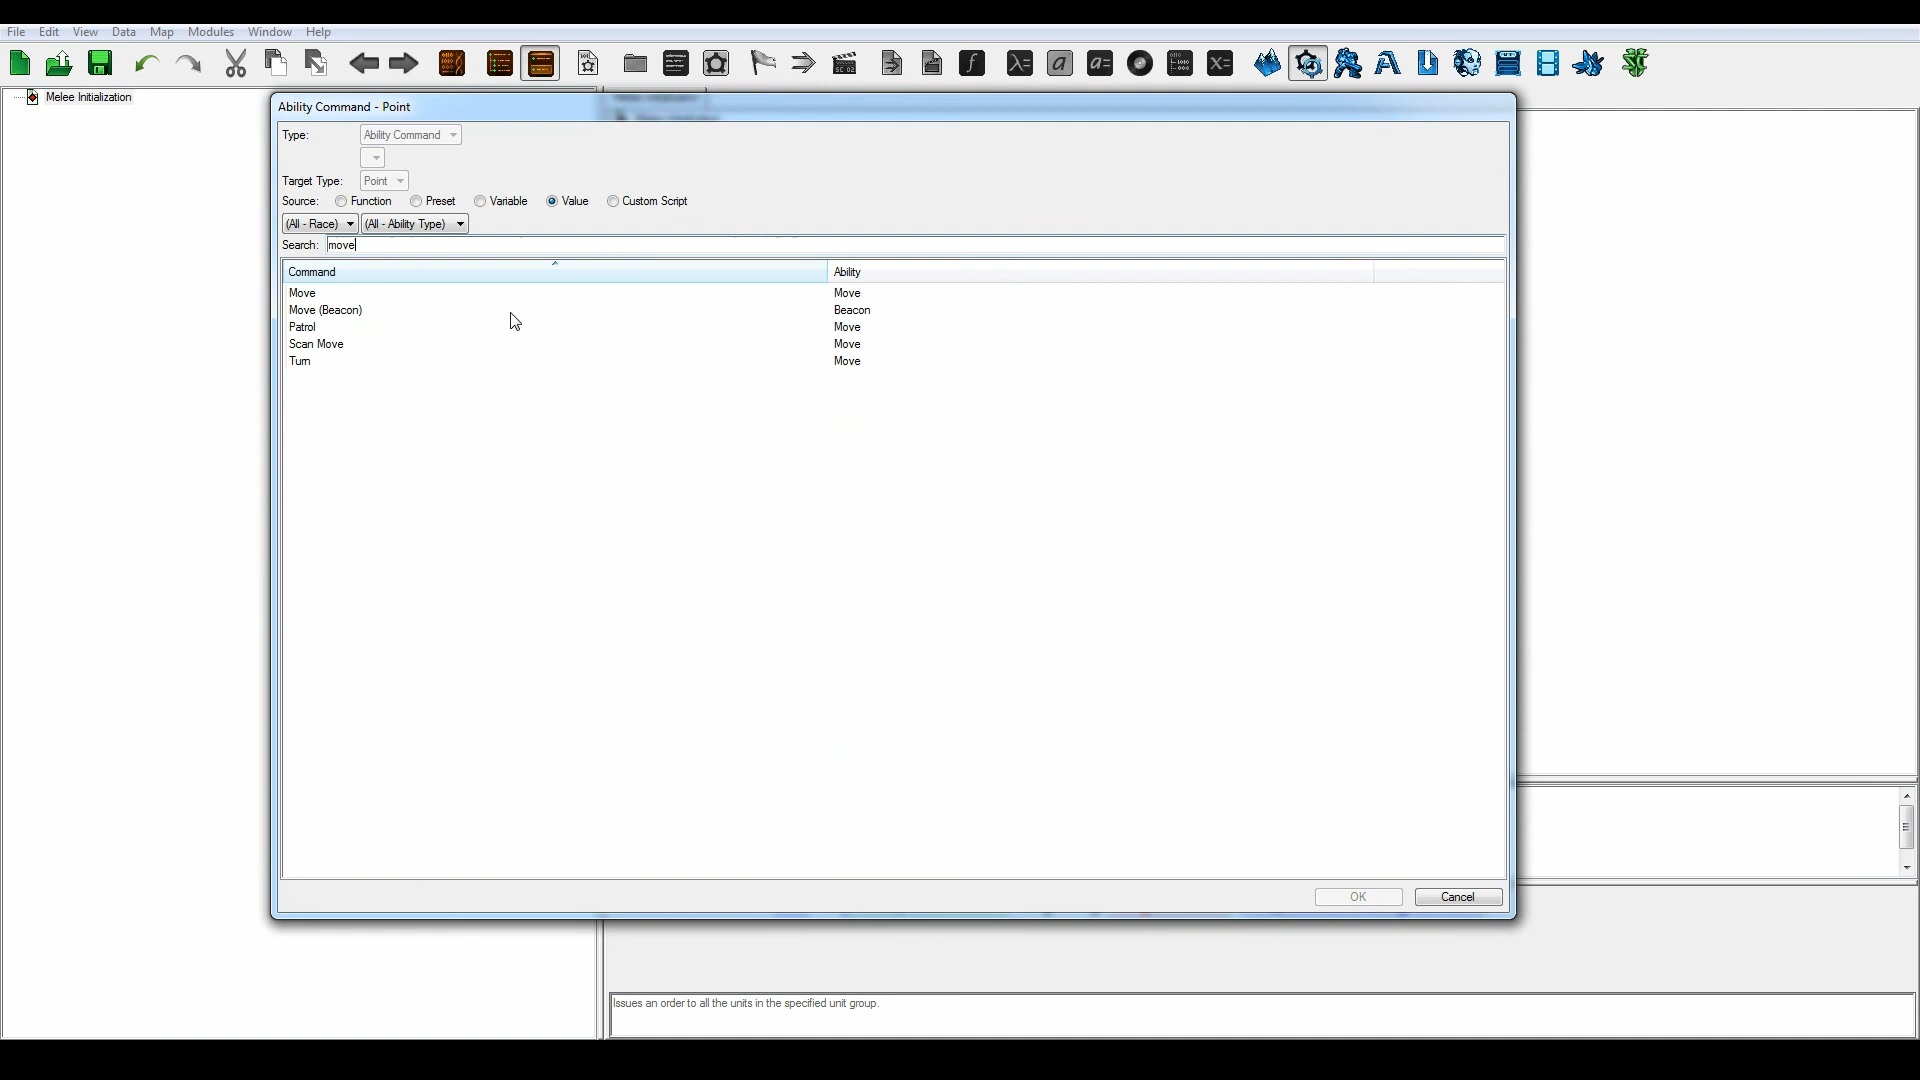 File Edit View Data Map Modules Window Help
Melee Initialization
Ability Command - Point
Type: Ability Command
Target Type: Point
Source: Function Preset Variable Value Custom Script
(All - Race) (All - Ability Type)
Search: move
Command Ability
Move Move
Move (Beacon) Beacon
Patrol Move
Scan Move Move
Turn Move
OK Cancel
Issues an order to all the units in the specified unit group.